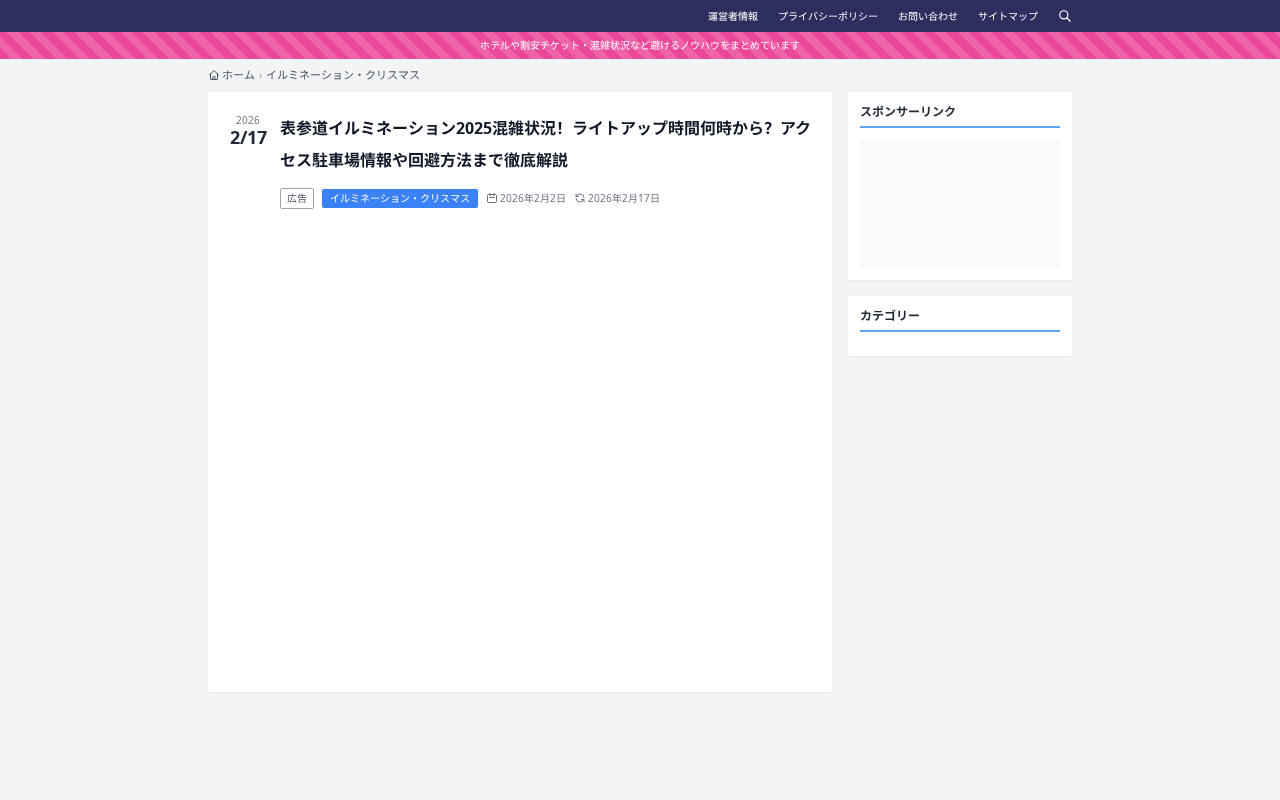 運営者情報 プライバシーポリシー お問い合わせ サイトマップ
ホテルや割安チケット・混雑状況など避けるノウハウをまとめています
ホーム › イルミネーション・クリスマス
2026
2/17
表参道イルミネーション2025混雑状況！ライトアップ時間何時から？アク
セス駐車場情報や回避方法まで徹底解説
広告 イルミネーション・クリスマス 2026年2月2日 2026年2月17日
スポンサーリンク
カテゴリー